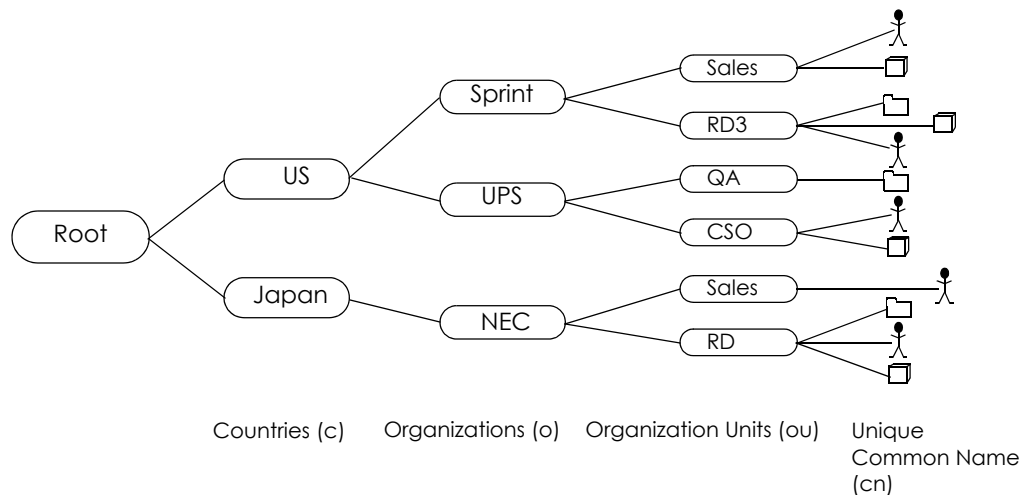 Sprint
Sales
RD3
US
UPS
QA
CSO
Root
Japan
NEC
Sales
RD
Countries (c)
Organizations (o)
Organization Units (ou)
Unique
Common Name
(cn)